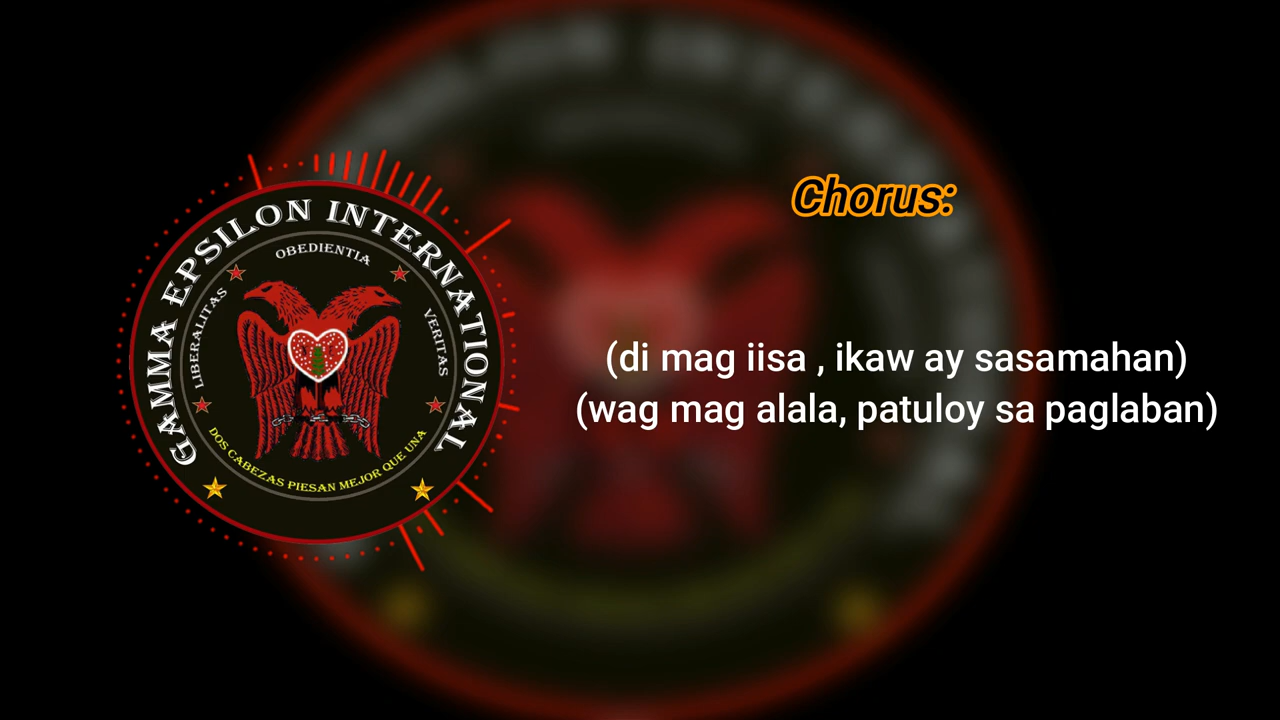 GAMMA EPSILON INTERNATIONAL
OBEDIENTIA
LIBERALITAS
VERITAS
DOS CABEZAS PIESAN MEJOR QUE UNA
Chorus:
(di mag iisa , ikaw ay sasamahan)
(wag mag alala, patuloy sa paglaban)